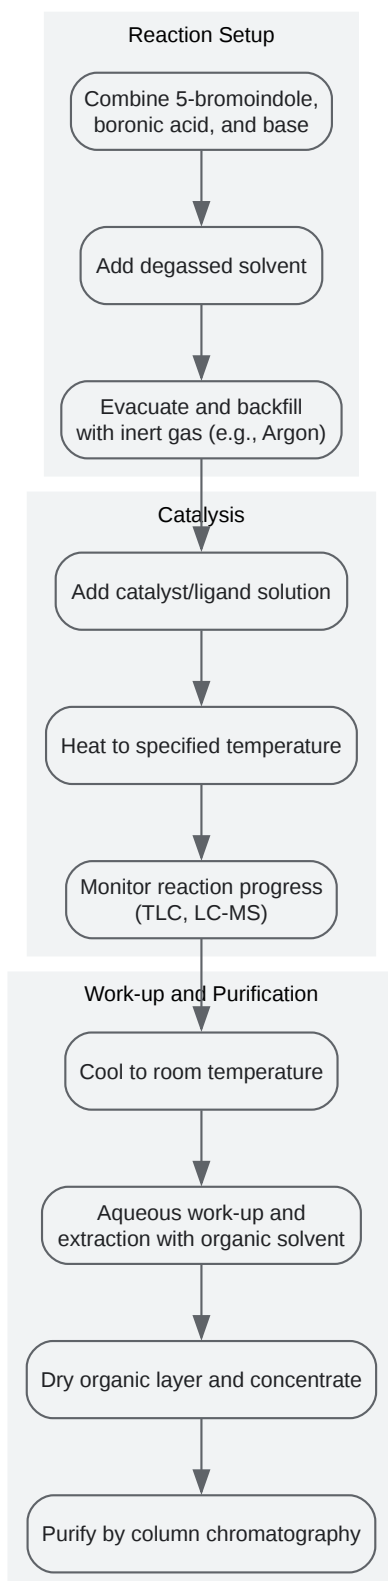 Reaction Setup
Combine 5-bromoindole,
boronic acid, and base
Add degassed solvent
Evacuate and backfill
with inert gas (e.g., Argon)
Catalysis
Add catalyst/ligand solution
Heat to specified temperature
Monitor reaction progress
(TLC, LC-MS)
Work-up and Purification
Cool to room temperature
Aqueous work-up and
extraction with organic solvent
Dry organic layer and concentrate
Purify by column chromatography